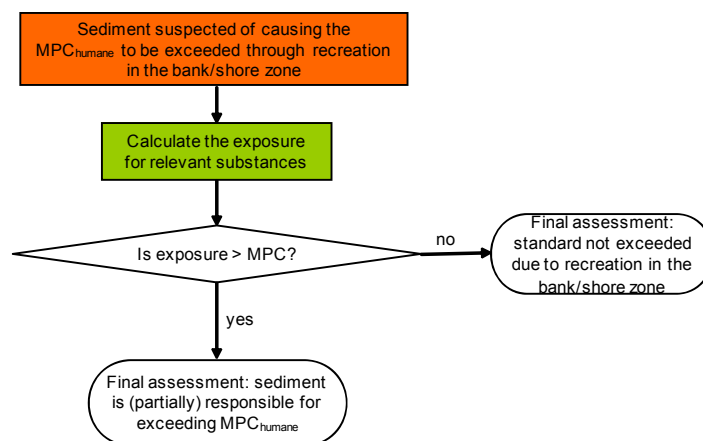 Sediment suspected of causing the
MPChumane to be exceeded through recreation
in the bank/shore zone
Calculate the exposure
for relevant substances
Is exposure > MPC?
no
Final assessment:
standard not exceeded
due to recreation in the
bank/shore zone
yes
Final assessment: sediment
is (partially) responsible for
exceeding MPChumane